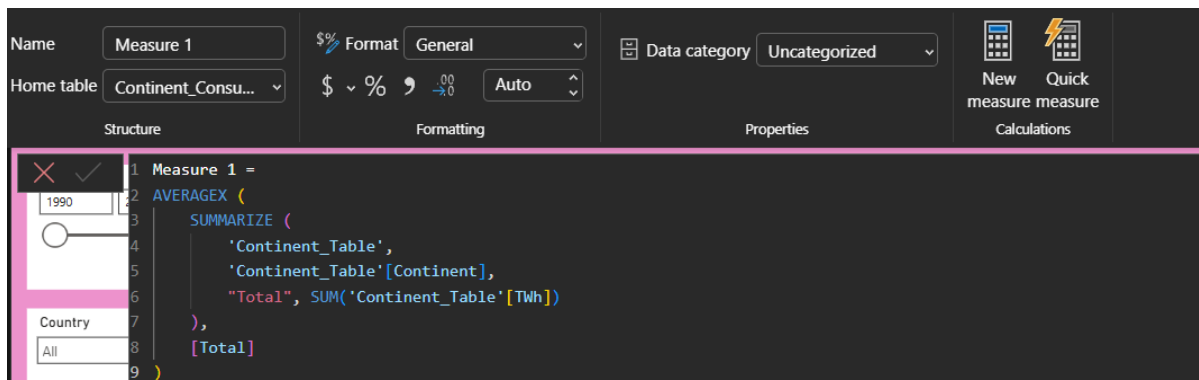 Name Measure 1
Home table Continent_Consu...
Structure
$% Format General
$ % , .00 →0 Auto
Formatting
Data category Uncategorized
Properties
New measure
Quick measure
Calculations
1990
Country
All
1 Measure 1 =
2 AVERAGEX (
3 SUMMARIZE (
4 'Continent_Table',
5 'Continent_Table'[Continent],
6 "Total", SUM('Continent_Table'[TWh])
7 ),
8 [Total]
9 )